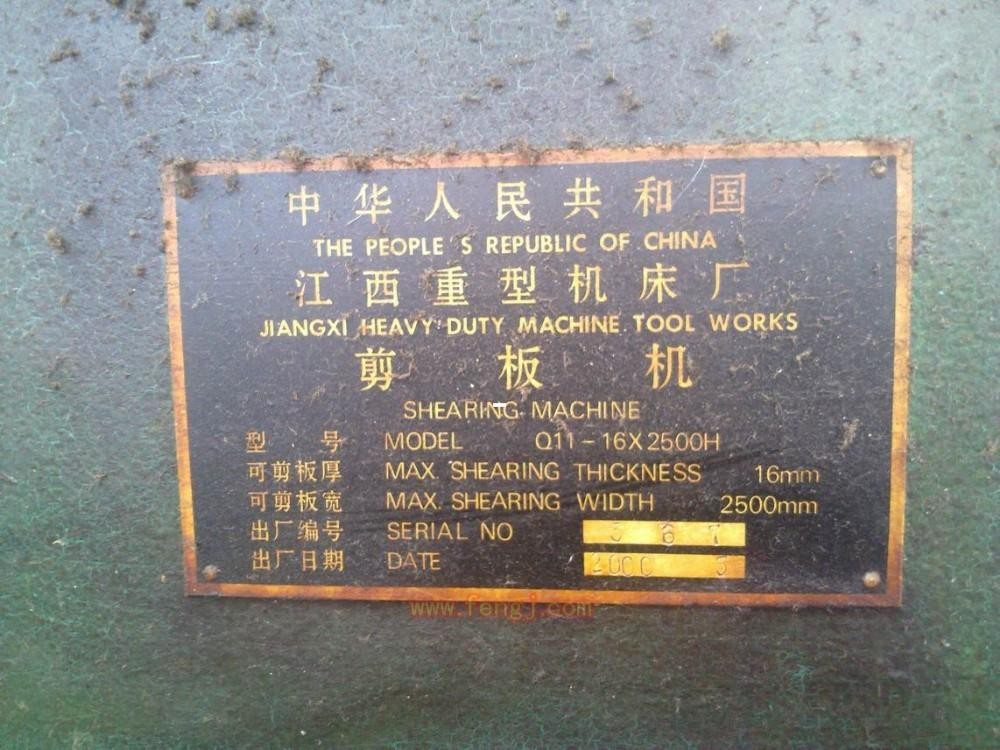 中华人民共和国
THE PEOPLE'S REPUBLIC OF CHINA
江西重型机床厂
JIANGXI HEAVY DUTY MACHINE TOOL WORKS
剪板机
SHEARING MACHINE
型号 MODEL Q11-16X2500H
可剪板厚 MAX. SHEARING THICKNESS 16mm
可剪板宽 MAX. SHEARING WIDTH 2500mm
出厂编号 SERIAL NO 567
出厂日期 DATE 2000 5
www.fengj.com